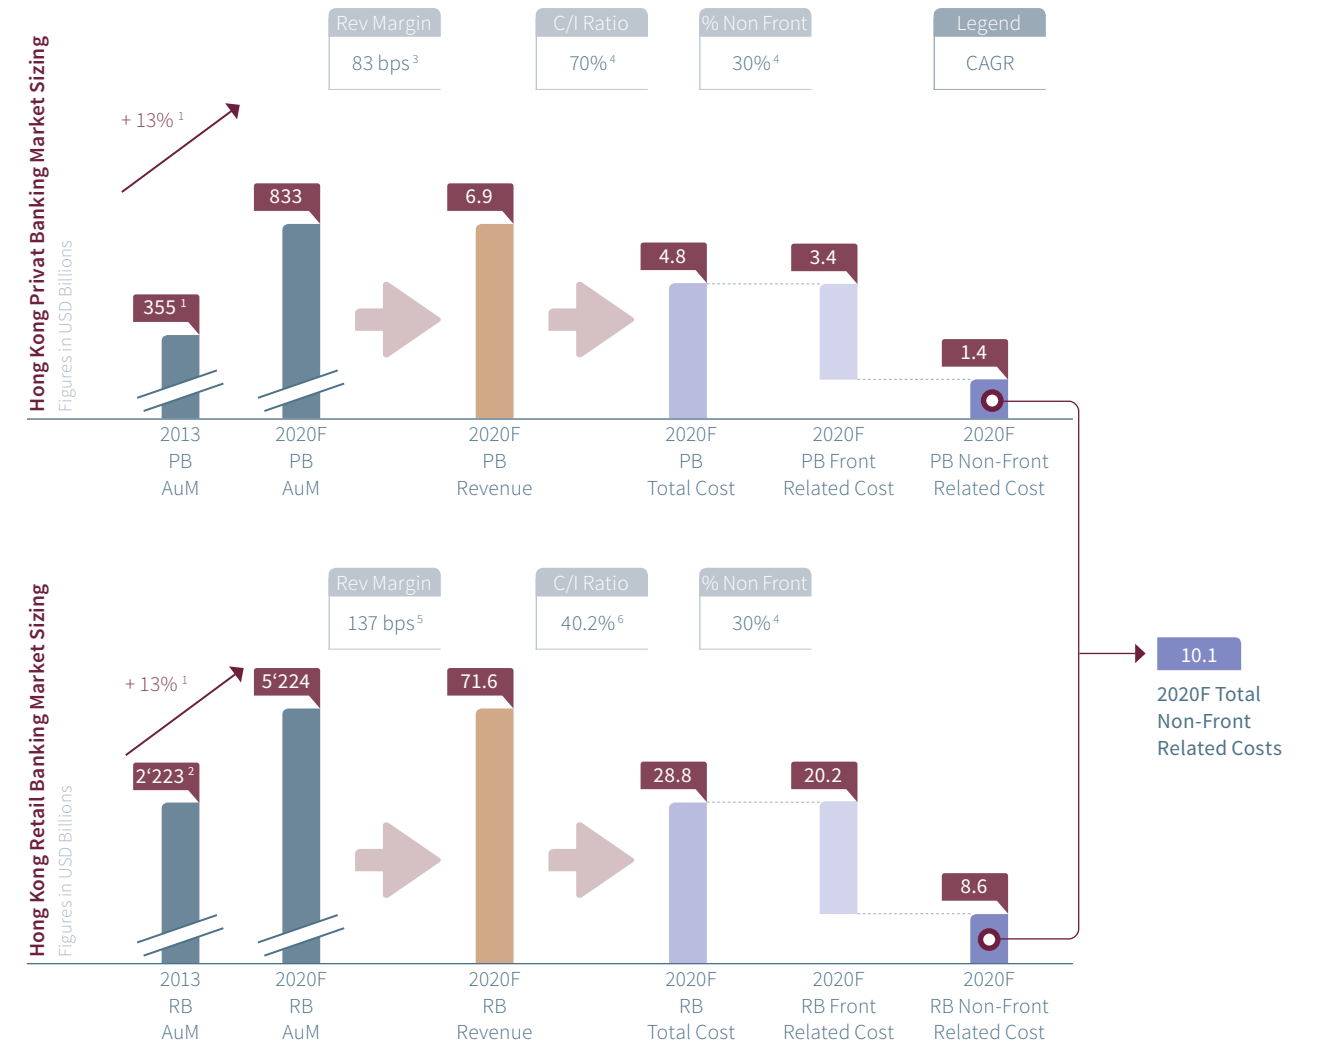 Hong Kong Privat Banking Market Sizing
Figures in USD Billions
Rev Margin
83 bps 3
C/I Ratio
70% 4
% Non Front
30% 4
Legend
CAGR
+ 13% 1
355 1
833
6.9
4.8
3.4
1.4
2013
PB
AuM
2020F
PB
AuM
2020F
PB
Revenue
2020F
PB
Total Cost
2020F
PB Front
Related Cost
2020F
PB Non-Front
Related Cost
Hong Kong Retail Banking Market Sizing
Figures in USD Billions
Rev Margin
137 bps 5
C/I Ratio
40.2% 6
% Non Front
30% 4
+ 13% 1
2‘223 2
5‘224
71.6
28.8
20.2
8.6
2013
RB
AuM
2020F
RB
AuM
2020F
RB
Revenue
2020F
RB
Total Cost
2020F
RB Front
Related Cost
2020F
RB Non-Front
Related Cost
10.1
2020F Total
Non-Front
Related Costs